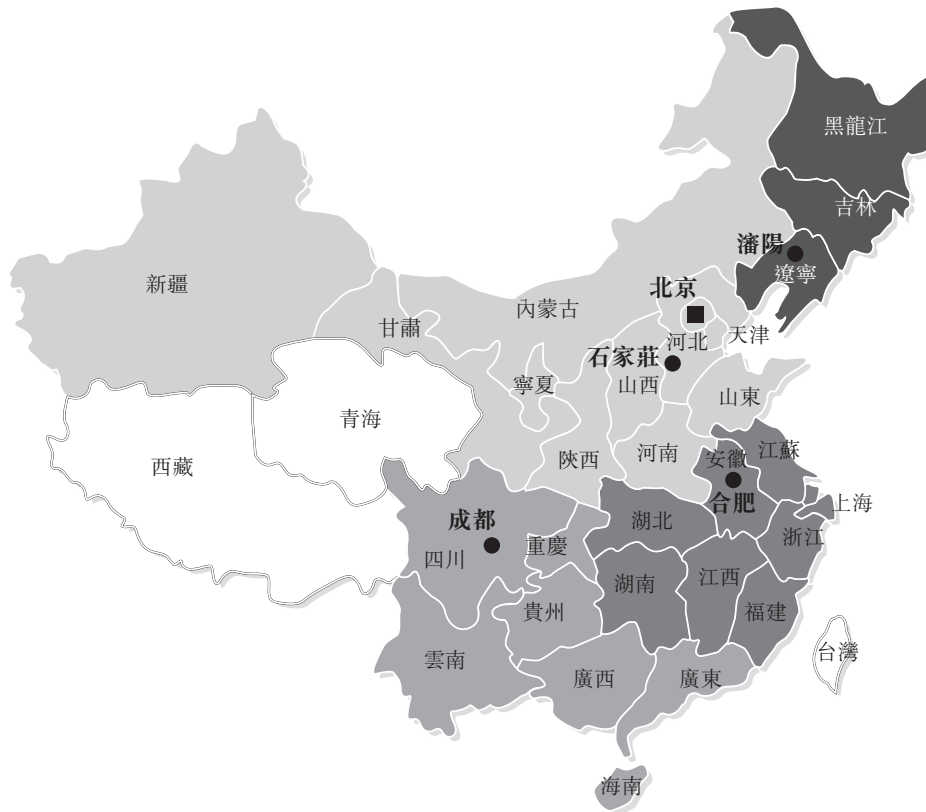 黑龍江
吉林
瀋陽
遼寧
新疆
北京
內蒙古
甘肅
天津
河北
石家莊
寧夏
山西
山東
青海
陝西
河南
安徽
江蘇
西藏
合肥
上海
成都
湖北
浙江
四川
重慶
江西
湖南
貴州
福建
雲南
台灣
廣西
廣東
海南